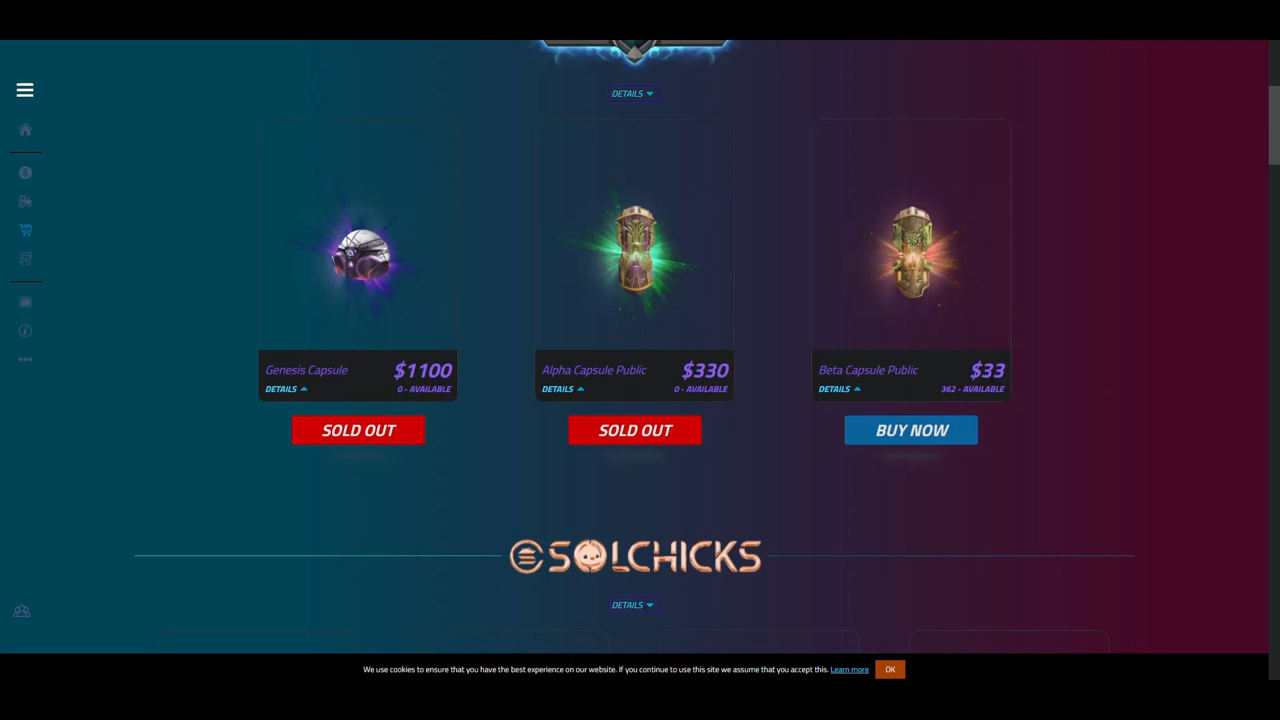 DETAILS
Genesis Capsule $1100
DETAILS 0 - AVAILABLE
SOLD OUT
Alpha Capsule Public $330
DETAILS 0 - AVAILABLE
SOLD OUT
Beta Capsule Public $33
DETAILS 362 - AVAILABLE
BUY NOW
SOLCHICKS
DETAILS
We use cookies to ensure that you have the best experience on our website. If you continue to use this site we assume that you accept this. Learn more OK